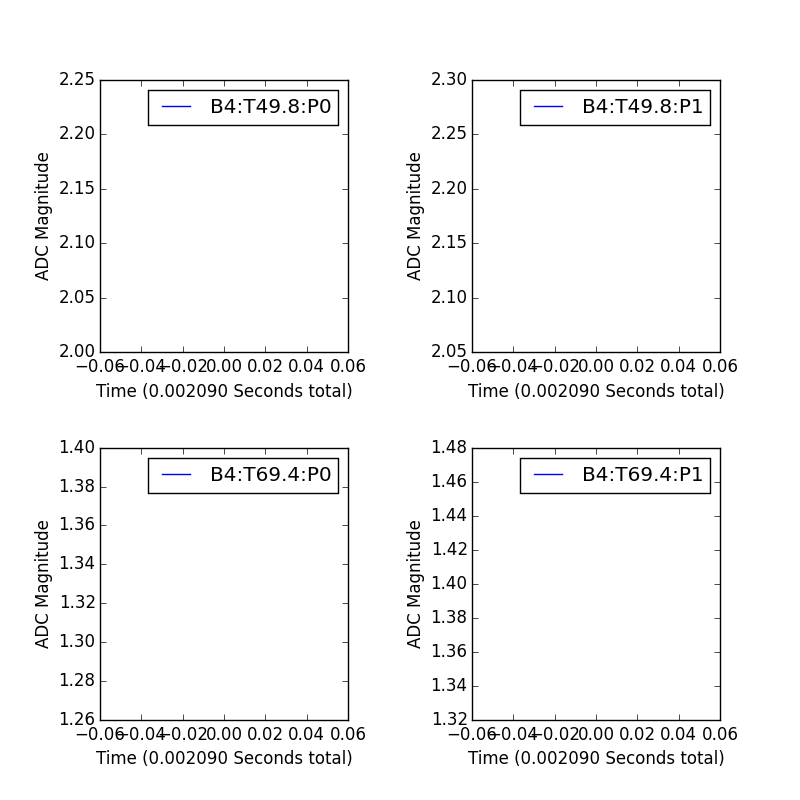 B4:T49.8:P0
2.25
2.20
2.15
2.10
2.05
2.00
ADC Magnitude
−0.06 −0.04 −0.02 0.00 0.02 0.04 0.06
Time (0.002090 Seconds total)
B4:T49.8:P1
2.30
2.25
2.20
2.15
2.10
2.05
ADC Magnitude
−0.06 −0.04 −0.02 0.00 0.02 0.04 0.06
Time (0.002090 Seconds total)
B4:T69.4:P0
1.40
1.38
1.36
1.34
1.32
1.30
1.28
1.26
ADC Magnitude
−0.06 −0.04 −0.02 0.00 0.02 0.04 0.06
Time (0.002090 Seconds total)
B4:T69.4:P1
1.48
1.46
1.44
1.42
1.40
1.38
1.36
1.34
1.32
ADC Magnitude
−0.06 −0.04 −0.02 0.00 0.02 0.04 0.06
Time (0.002090 Seconds total)